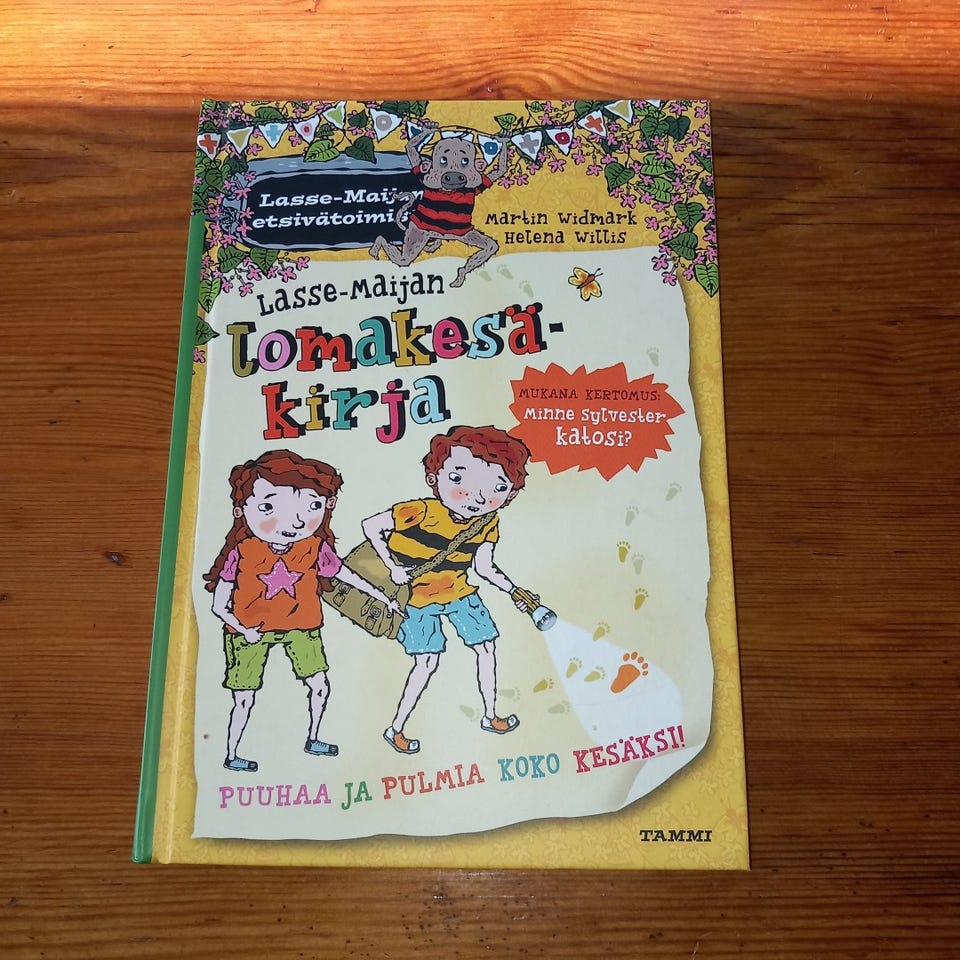 Lasse-Maijan
etsivätoimis
Martin Widmark
Helena Willis
Lasse-Maijan
lomakesä-
kirja
MUKANA KERTOMUS:
Minne Sylvester
katosi?
PUUHAA JA PULMIA KOKO KESÄKSI!
TAMMI